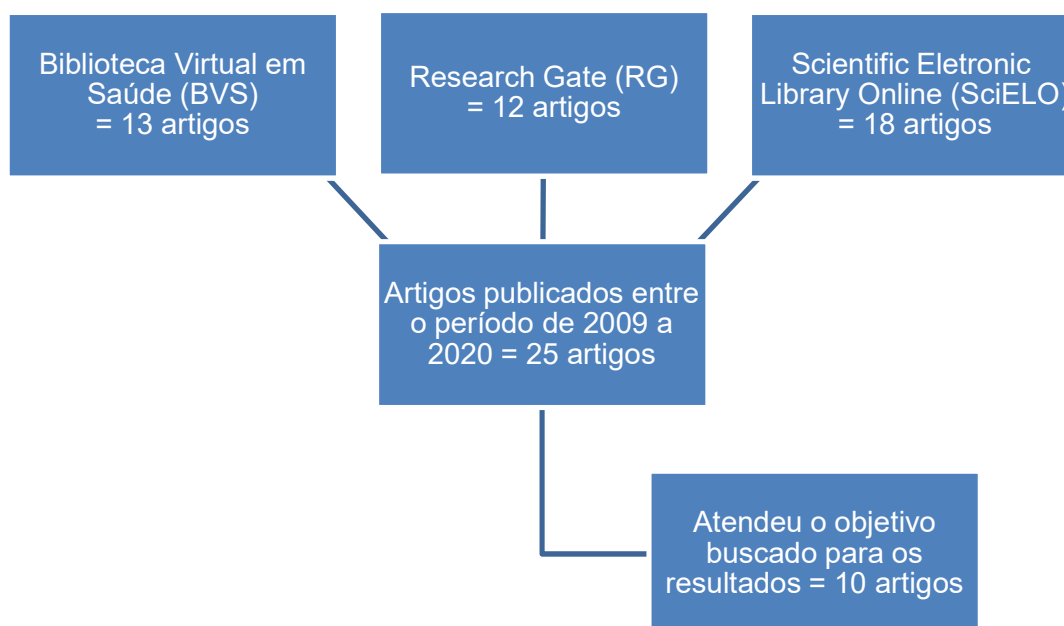 Biblioteca Virtual em
Saúde (BVS)
= 13 artigos
Research Gate (RG)
= 12 artigos
Scientific Eletronic
Library Online (SciELO)
= 18 artigos
Artigos publicados entre
o período de 2009 a
2020 = 25 artigos
Atendeu o objetivo
buscado para os
resultados = 10 artigos